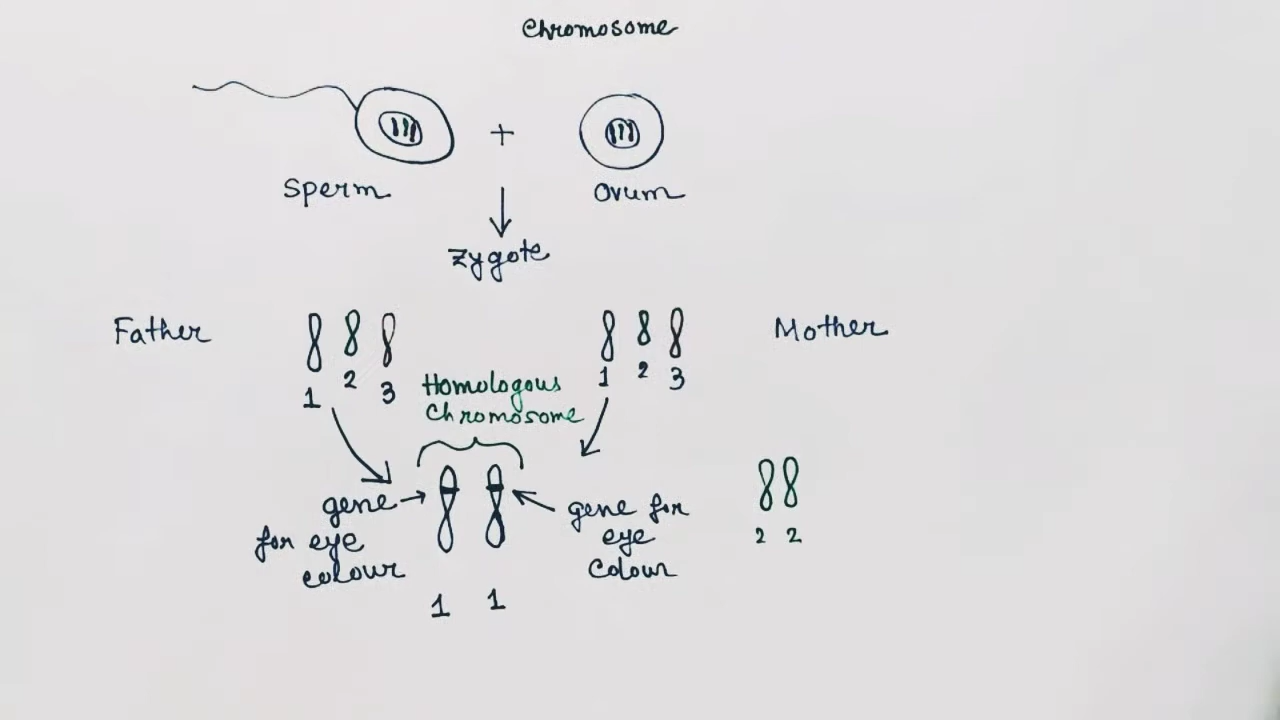 Chromosome
+
Sperm
Ovum
Zygote
Father
1 2 3
1 2 3
Mother
Homologous
Chromosome
gene
for eye
colour
1 1
gene for
eye
Colour
2 2